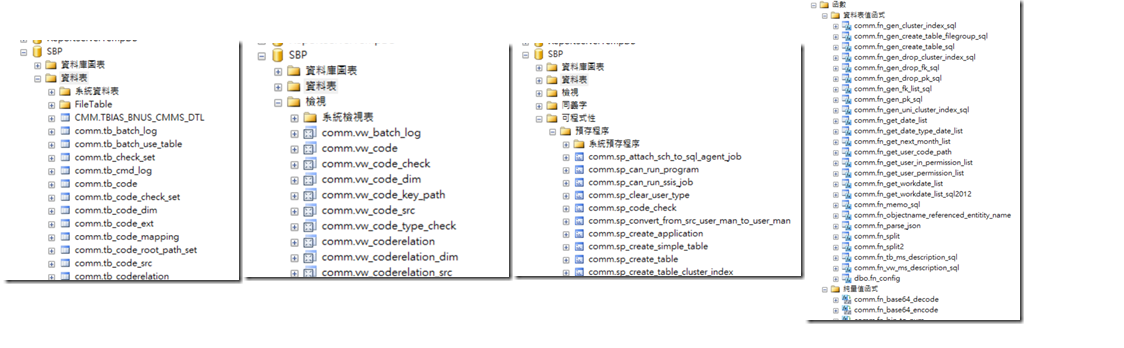 SBP
資料庫圖表
資料表
系統資料表
FileTable
CMM.TBIAS_BNUS_CMMS_DTL
comm.tb_batch_log
comm.tb_batch_use_table
comm.tb_check_set
comm.tb_cmd_log
comm.tb_code
comm.tb_code_check_set
comm.tb_code_dim
comm.tb_code_ext
comm.tb_code_mapping
comm.tb_code_root_path_set
comm.tb_code_src
comm.tb_coderelation
SBP
資料庫圖表
資料表
檢視
系統檢視表
comm.vw_batch_log
comm.vw_code
comm.vw_code_check
comm.vw_code_dim
comm.vw_code_key_path
comm.vw_code_src
comm.vw_code_type_check
comm.vw_coderelation
comm.vw_coderelation_dim
comm.vw_coderelation_src
SBP
資料庫圖表
資料表
檢視
同義字
可程式性
預存程序
系統預存程序
comm.sp_attach_sch_to_sql_agent_job
comm.sp_can_run_program
comm.sp_can_run_ssis_job
comm.sp_clear_user_type
comm.sp_code_check
comm.sp_convert_from_src_user_man_to_user_man
comm.sp_create_application
comm.sp_create_simple_table
comm.sp_create_table
comm.sp_create_table_cluster_index
函數
資料表值函式
comm.fn_gen_cluster_index_sql
comm.fn_gen_create_table_filegroup_sql
comm.fn_gen_create_table_sql
comm.fn_gen_drop_cluster_index_sql
comm.fn_gen_drop_fk_sql
comm.fn_gen_drop_pk_sql
comm.fn_gen_fk_list_sql
comm.fn_gen_pk_sql
comm.fn_gen_uni_cluster_index_sql
comm.fn_get_date_list
comm.fn_get_date_type_date_list
comm.fn_get_next_month_list
comm.fn_get_user_code_path
comm.fn_get_user_in_permission_list
comm.fn_get_user_permission_list
comm.fn_get_workdate_list
comm.fn_get_workdate_list_sql2012
comm.fn_memo_sql
comm.fn_objectname_referenced_entitiy_name
comm.fn_parse_json
comm.fn_split
comm.fn_split2
comm.fn_tb_ms_description_sql
comm.fn_vw_ms_description_sql
dbo.fn_config
純量值函式
comm.fn_base64_decode
comm.fn_base64_encode